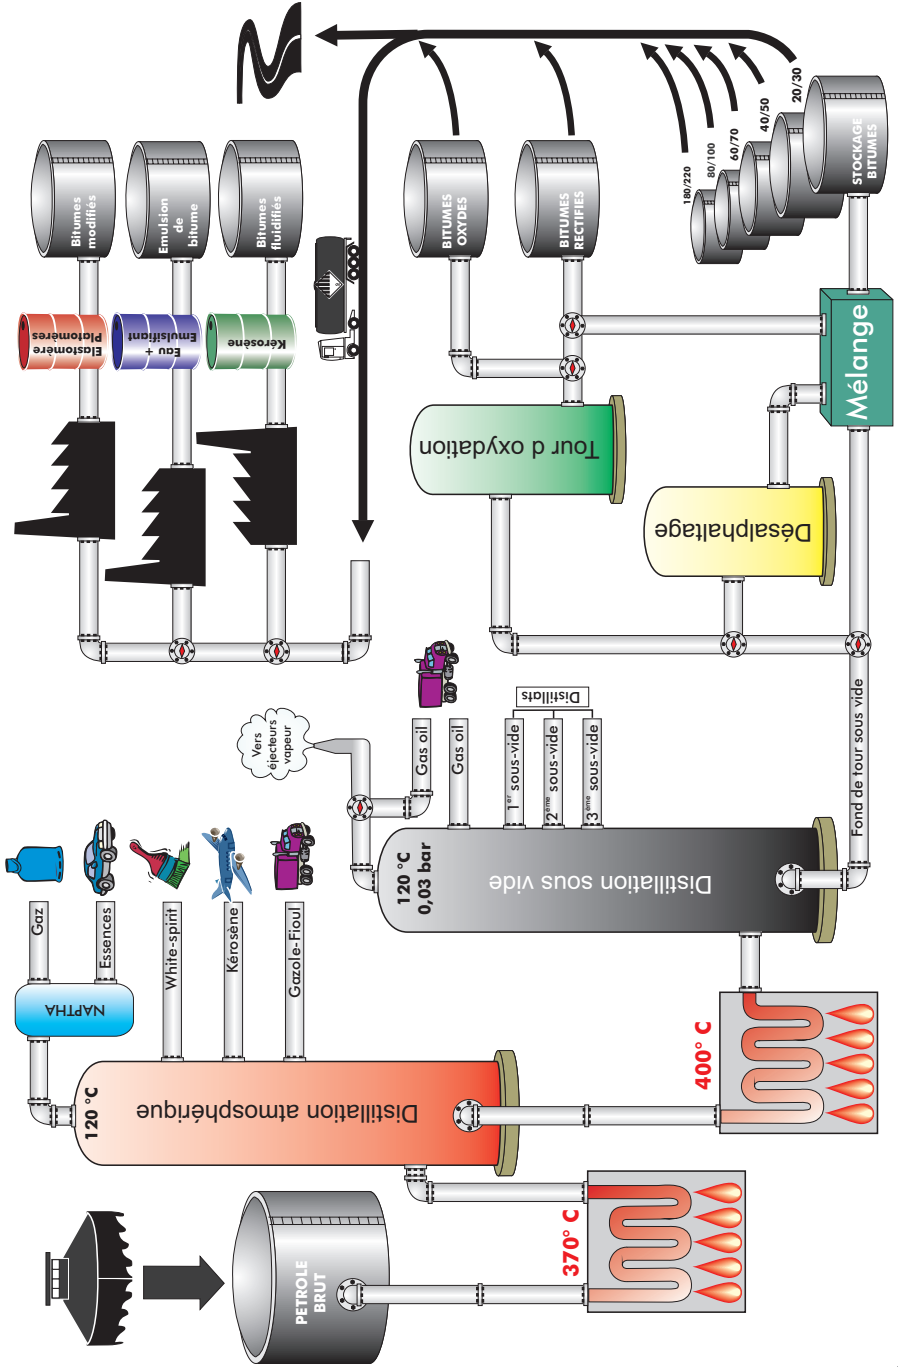 PETROLE
BRUT
370° C
120 °C
Distillation atmosphérique
NAPTHA
Gaz
Essences
White-spirit
Kérosène
Gazole-Fioul
400° C
120 °C
0,03 bar
Distillation sous vide
Vers
éjecteurs
vapeur
Gas oil
Gas oil
1er sous-vide
2ème sous-vide
3ème sous-vide
Distillats
Fond de tour sous vide
Désalphaltage
Tour d oxydation
Mélange
BITUMES
OXYDES
BITUMES
RECTIFIES
STOCKAGE
BITUMES
180/220
80/100
60/70
40/50
20/30
Elastomère
Platomères
Eau +
Emulsifiant
Kérosène
Bitumes
modifiés
Emulsion
de
bitume
Bitumes
fluidifiés